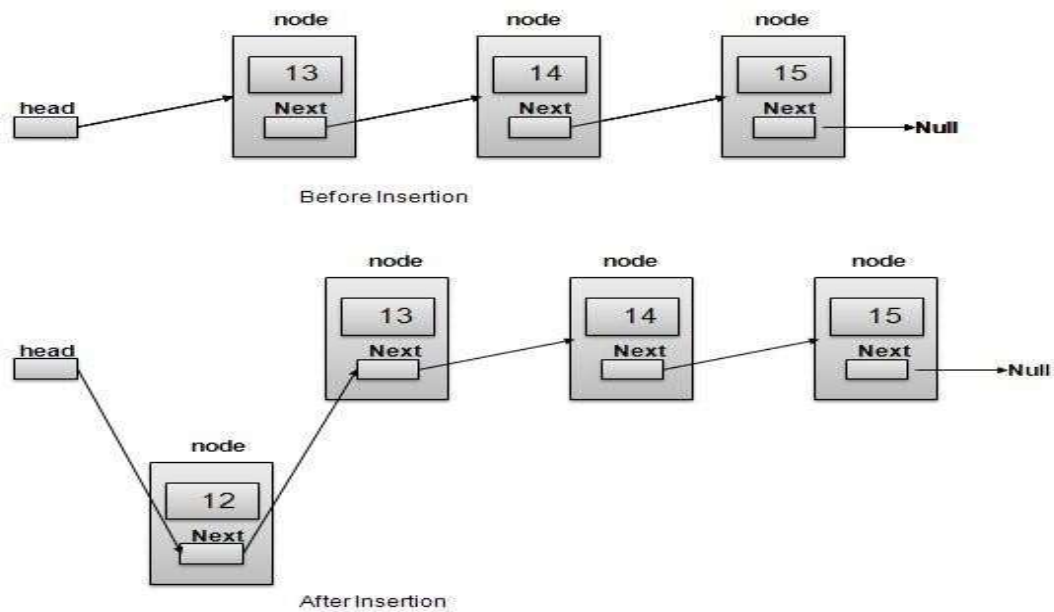 node node node
13 14 15
head Next Next Next
Null
Before Insertion
node node node
13 14 15
head Next Next Next
Null
node
12
Next
After Insertion